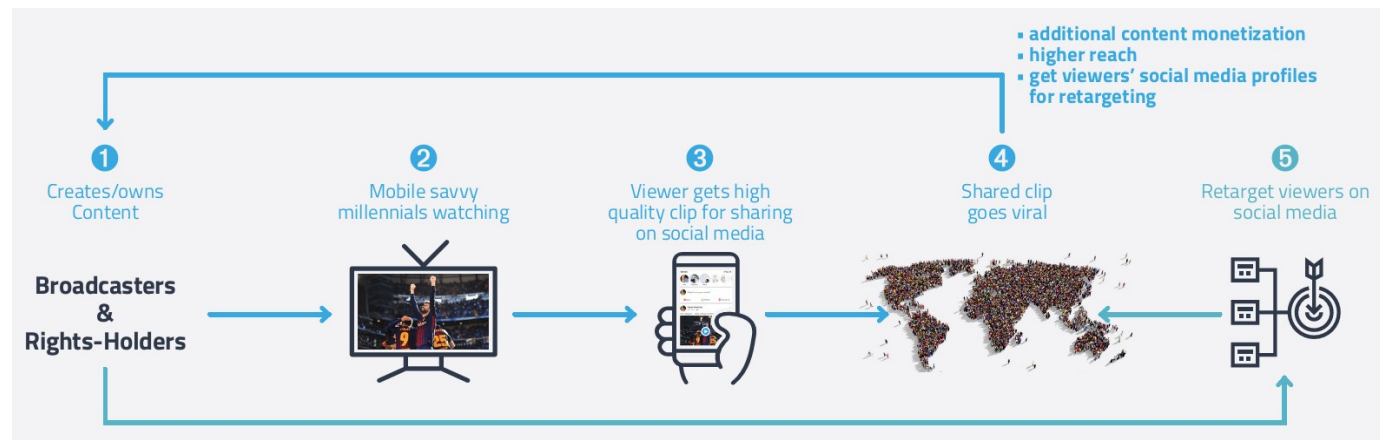 ▪ additional content monetization
▪ higher reach
▪ get viewers' social media profiles
for retargeting
1
Creates/owns
Content
2
Mobile savvy
millennials watching
3
Viewer gets high
quality clip for sharing
on social media
4
Shared clip
goes viral
5
Retarget viewers on
social media
Broadcasters
&
Rights-Holders
9
25